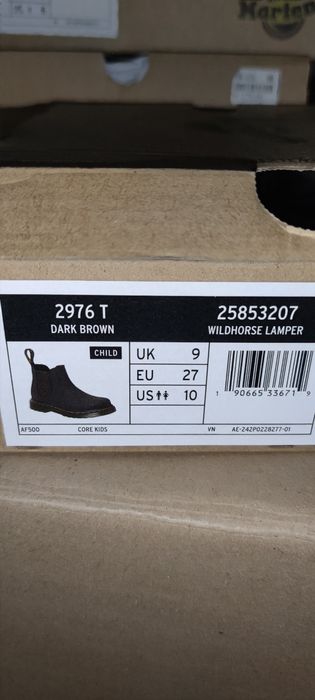 Martens
2976 T
DARK BROWN
25853207
WILDHORSE LAMPER
CHILD
UK 9
EU 27
US 10
1 90665 33671 9
AF500
CORE KIDS
VN
AE-242P0228277-01